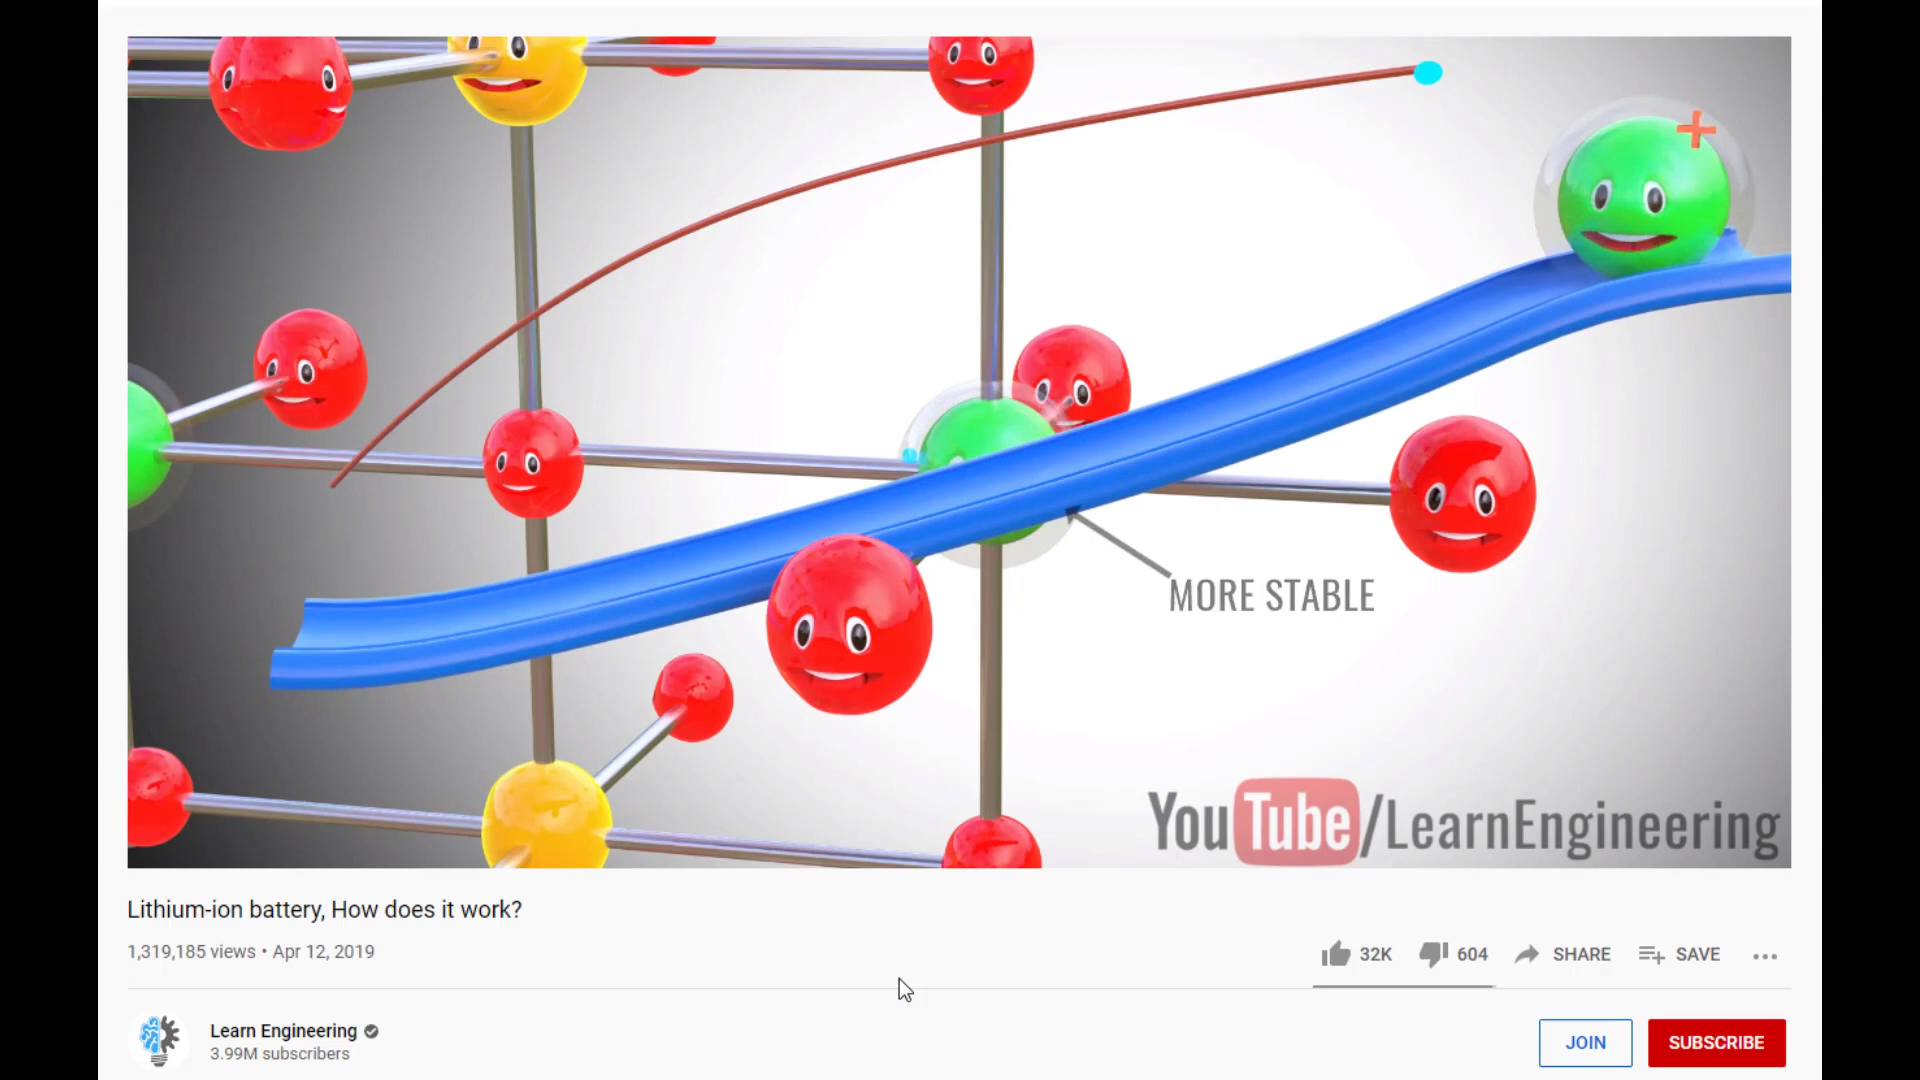 +
MORE STABLE
YouTube/LearnEngineering
Lithium-ion battery, How does it work?
1,319,185 views • Apr 12, 2019
32K 604 SHARE SAVE
Learn Engineering
3.99M subscribers
JOIN SUBSCRIBE